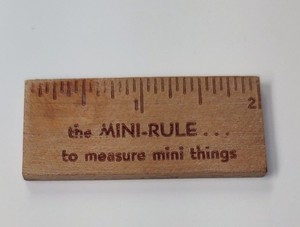 1 2
the MINI-RULE...
to measure mini things